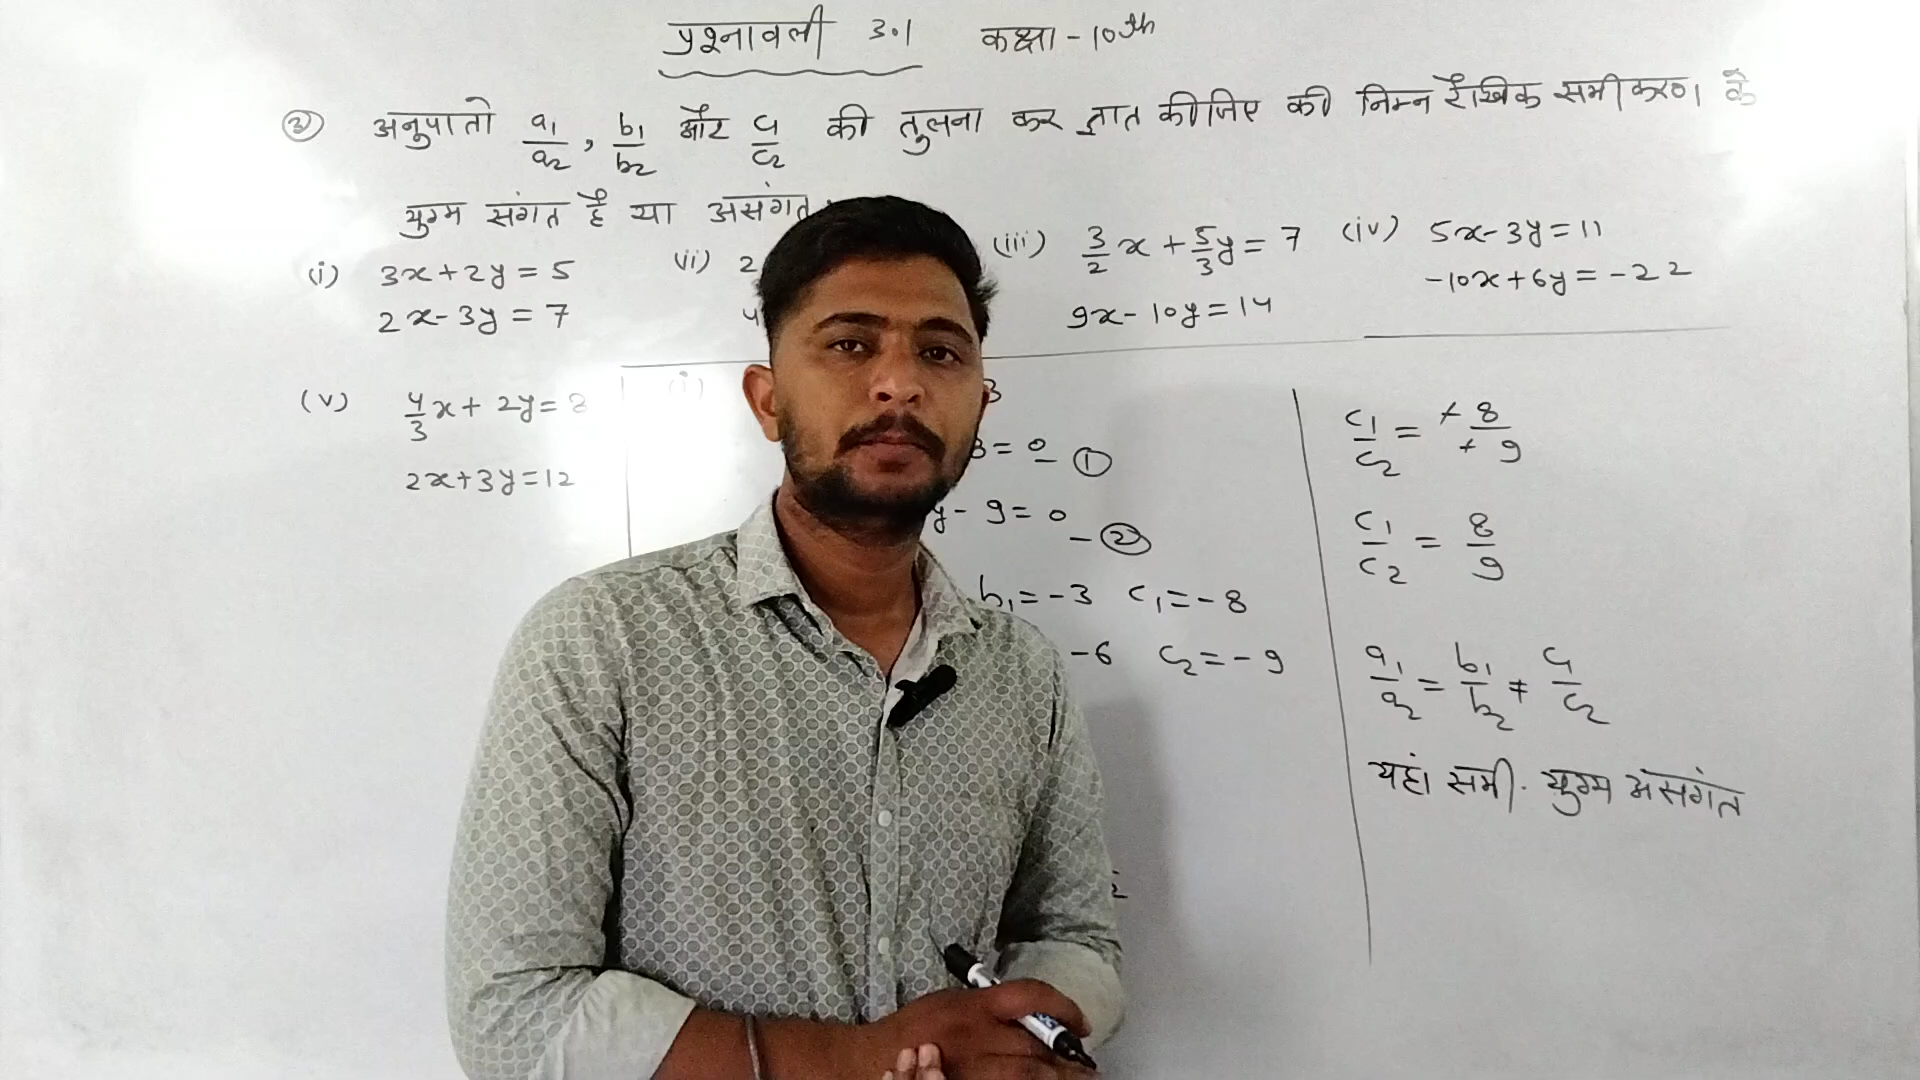 प्रश्नावली 3.1 कक्षा - 10th
③ अनुपातो a₁/a₂, b₁/b₂ और c₁/c₂ की तुलना कर ज्ञात कीजिए की निम्न रैखिक समीकरण के
युग्म संगत है या असंगत
(i) 3x + 2y = 5
2x - 3y = 7
(ii) 2
4
(iii) 3/2 x + 5/3 y = 7
9x - 10y = 14
(iv) 5x - 3y = 11
-10x + 6y = -22
(v) 4/3 x + 2y = 8
2x + 3y = 12
(i)
8
8 = 0 - ①
y - 9 = 0 - ②
b₁ = -3 c₁ = -8
-6 c₂ = -9
2
c₁/c₂ = + 8/+ 9
c₁/c₂ = 8/9
a₁/a₂ = b₁/b₂ ≠ c₁/c₂
यहां समी. युग्म असंगत